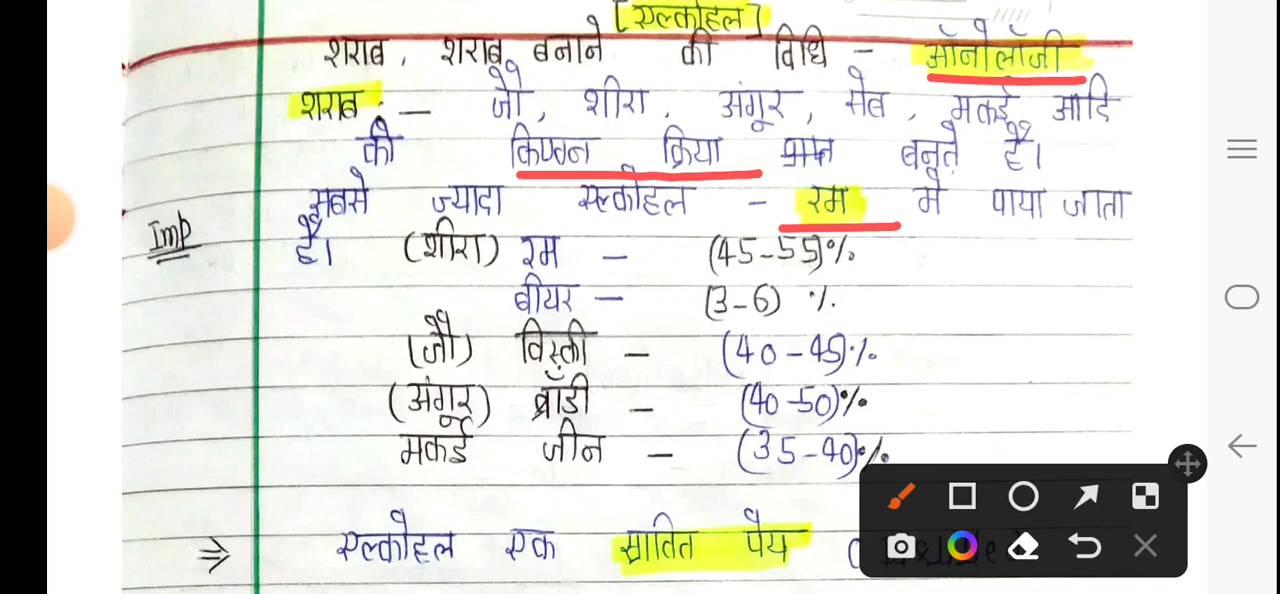 [एल्कोहल]
शराब, शराब बनाने की विधि - ऑनोलॉजी
शराब :- जौ, शीरा, अंगूर, सेब, मकई आदि
की किण्वन क्रिया बनते है।
सबसे ज्यादा एल्कोहल - रम मे पाया जाता
Imp है। (शीरा) रम - (45-55)%
बीयर - (3-6) %
(जौ) विस्की - (40-45)%
(अंगूर) ब्रॉडी - (40-50)%
मकई जीन - (35-40)%
⇒ एल्कोहल एक स्रावित पेय (